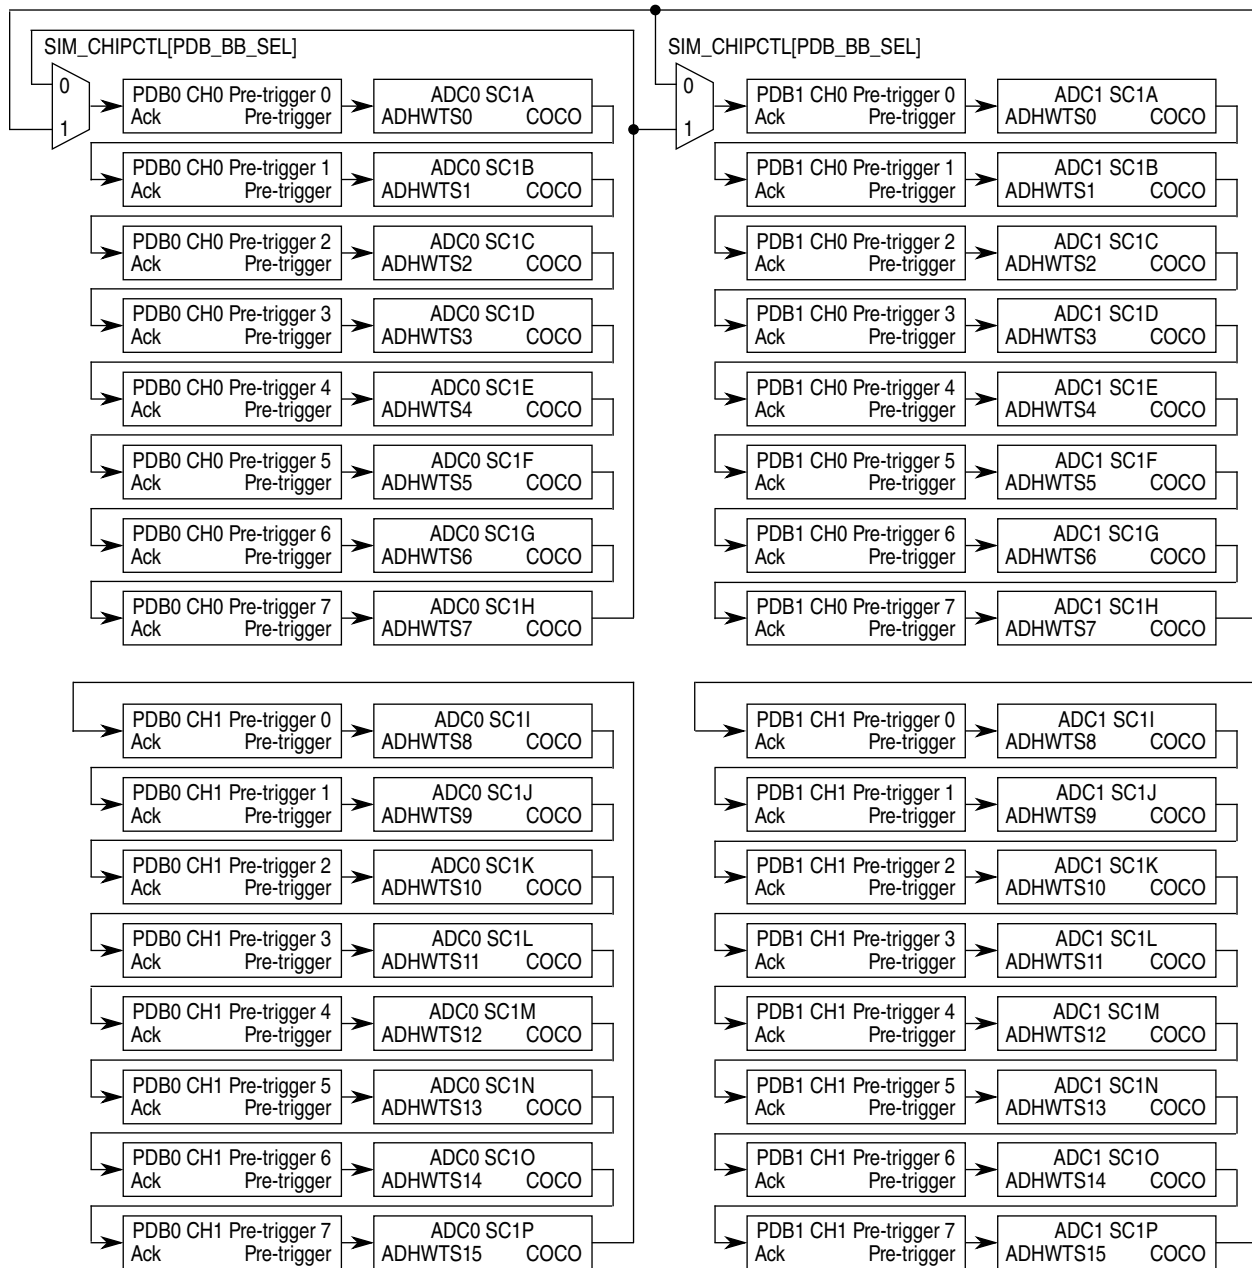 SIM_CHIPCTL[PDB_BB_SEL]
0
1
PDB0 CH0 Pre-trigger 0
Ack Pre-trigger
ADC0 SC1A
ADHWTS0 COCO
PDB0 CH0 Pre-trigger 1
Ack Pre-trigger
ADC0 SC1B
ADHWTS1 COCO
PDB0 CH0 Pre-trigger 2
Ack Pre-trigger
ADC0 SC1C
ADHWTS2 COCO
PDB0 CH0 Pre-trigger 3
Ack Pre-trigger
ADC0 SC1D
ADHWTS3 COCO
PDB0 CH0 Pre-trigger 4
Ack Pre-trigger
ADC0 SC1E
ADHWTS4 COCO
PDB0 CH0 Pre-trigger 5
Ack Pre-trigger
ADC0 SC1F
ADHWTS5 COCO
PDB0 CH0 Pre-trigger 6
Ack Pre-trigger
ADC0 SC1G
ADHWTS6 COCO
PDB0 CH0 Pre-trigger 7
Ack Pre-trigger
ADC0 SC1H
ADHWTS7 COCO
SIM_CHIPCTL[PDB_BB_SEL]
0
1
PDB1 CH0 Pre-trigger 0
Ack Pre-trigger
ADC1 SC1A
ADHWTS0 COCO
PDB1 CH0 Pre-trigger 1
Ack Pre-trigger
ADC1 SC1B
ADHWTS1 COCO
PDB1 CH0 Pre-trigger 2
Ack Pre-trigger
ADC1 SC1C
ADHWTS2 COCO
PDB1 CH0 Pre-trigger 3
Ack Pre-trigger
ADC1 SC1D
ADHWTS3 COCO
PDB1 CH0 Pre-trigger 4
Ack Pre-trigger
ADC1 SC1E
ADHWTS4 COCO
PDB1 CH0 Pre-trigger 5
Ack Pre-trigger
ADC1 SC1F
ADHWTS5 COCO
PDB1 CH0 Pre-trigger 6
Ack Pre-trigger
ADC1 SC1G
ADHWTS6 COCO
PDB1 CH0 Pre-trigger 7
Ack Pre-trigger
ADC1 SC1H
ADHWTS7 COCO
PDB0 CH1 Pre-trigger 0
Ack Pre-trigger
ADC0 SC1I
ADHWTS8 COCO
PDB0 CH1 Pre-trigger 1
Ack Pre-trigger
ADC0 SC1J
ADHWTS9 COCO
PDB0 CH1 Pre-trigger 2
Ack Pre-trigger
ADC0 SC1K
ADHWTS10 COCO
PDB0 CH1 Pre-trigger 3
Ack Pre-trigger
ADC0 SC1L
ADHWTS11 COCO
PDB0 CH1 Pre-trigger 4
Ack Pre-trigger
ADC0 SC1M
ADHWTS12 COCO
PDB0 CH1 Pre-trigger 5
Ack Pre-trigger
ADC0 SC1N
ADHWTS13 COCO
PDB0 CH1 Pre-trigger 6
Ack Pre-trigger
ADC0 SC1O
ADHWTS14 COCO
PDB0 CH1 Pre-trigger 7
Ack Pre-trigger
ADC0 SC1P
ADHWTS15 COCO
PDB1 CH1 Pre-trigger 0
Ack Pre-trigger
ADC1 SC1I
ADHWTS8 COCO
PDB1 CH1 Pre-trigger 1
Ack Pre-trigger
ADC1 SC1J
ADHWTS9 COCO
PDB1 CH1 Pre-trigger 2
Ack Pre-trigger
ADC1 SC1K
ADHWTS10 COCO
PDB1 CH1 Pre-trigger 3
Ack Pre-trigger
ADC1 SC1L
ADHWTS11 COCO
PDB1 CH1 Pre-trigger 4
Ack Pre-trigger
ADC1 SC1M
ADHWTS12 COCO
PDB1 CH1 Pre-trigger 5
Ack Pre-trigger
ADC1 SC1N
ADHWTS13 COCO
PDB1 CH1 Pre-trigger 6
Ack Pre-trigger
ADC1 SC1O
ADHWTS14 COCO
PDB1 CH1 Pre-trigger 7
Ack Pre-trigger
ADC1 SC1P
ADHWTS15 COCO